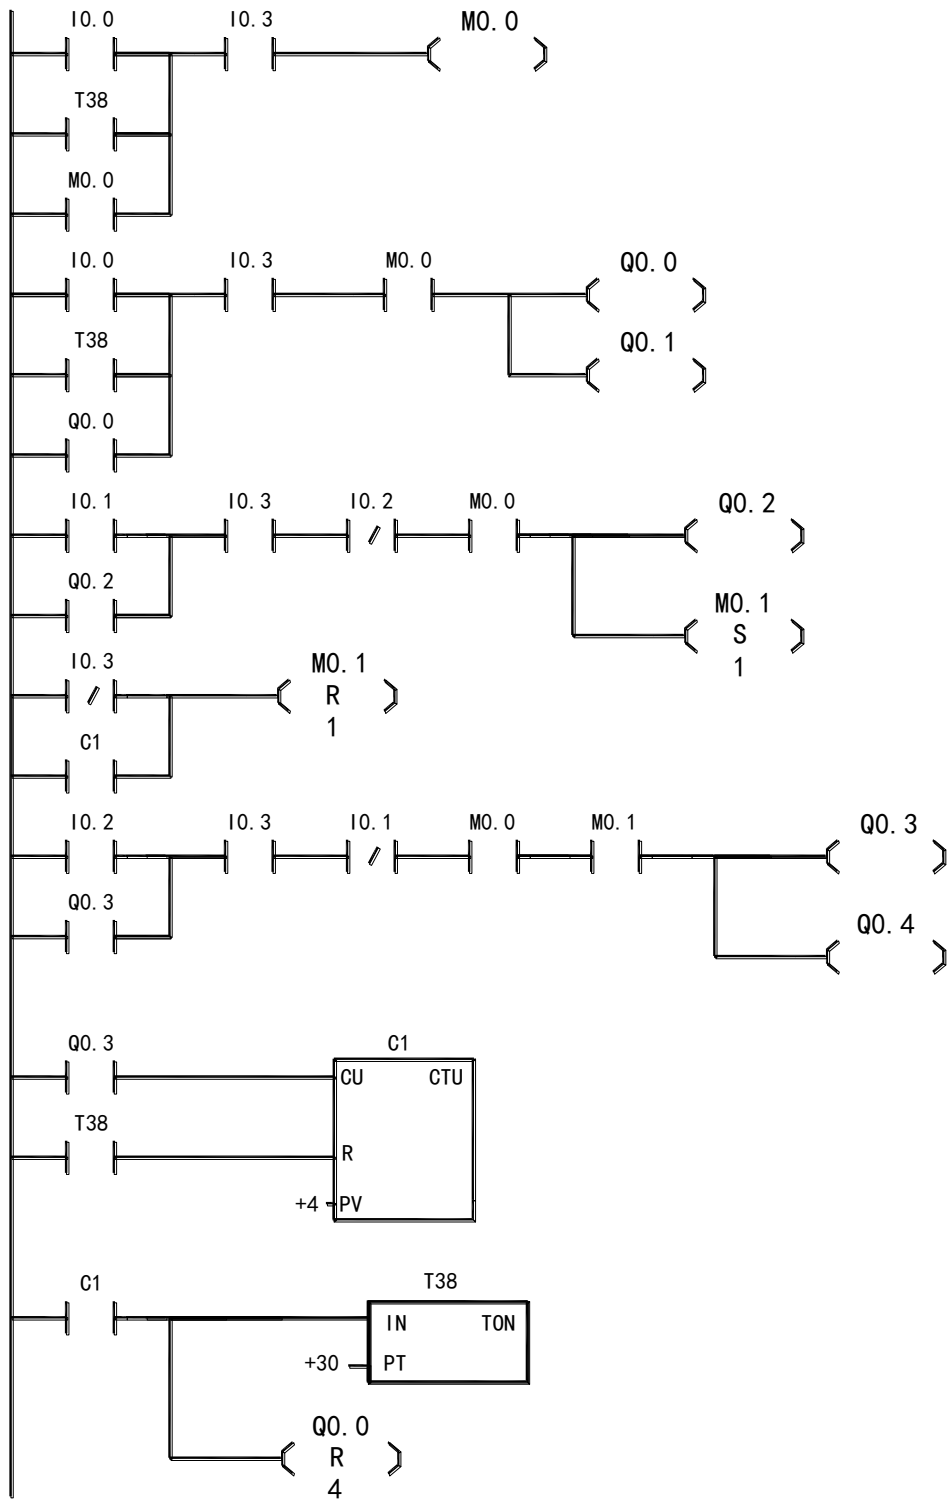 I0.0 I0.3 M0.0
T38
M0.0
I0.0 I0.3 M0.0 Q0.0
T38 Q0.1
Q0.0
I0.1 I0.3 I0.2 M0.0 Q0.2
Q0.2 M0.1
S
1
I0.3 M0.1
R
1
C1
I0.2 I0.3 I0.1 M0.0 M0.1 Q0.3
Q0.3 Q0.4
Q0.3 C1
CU CTU
T38
R
+4 PV
C1 T38
IN TON
+30 PT
Q0.0
R
4